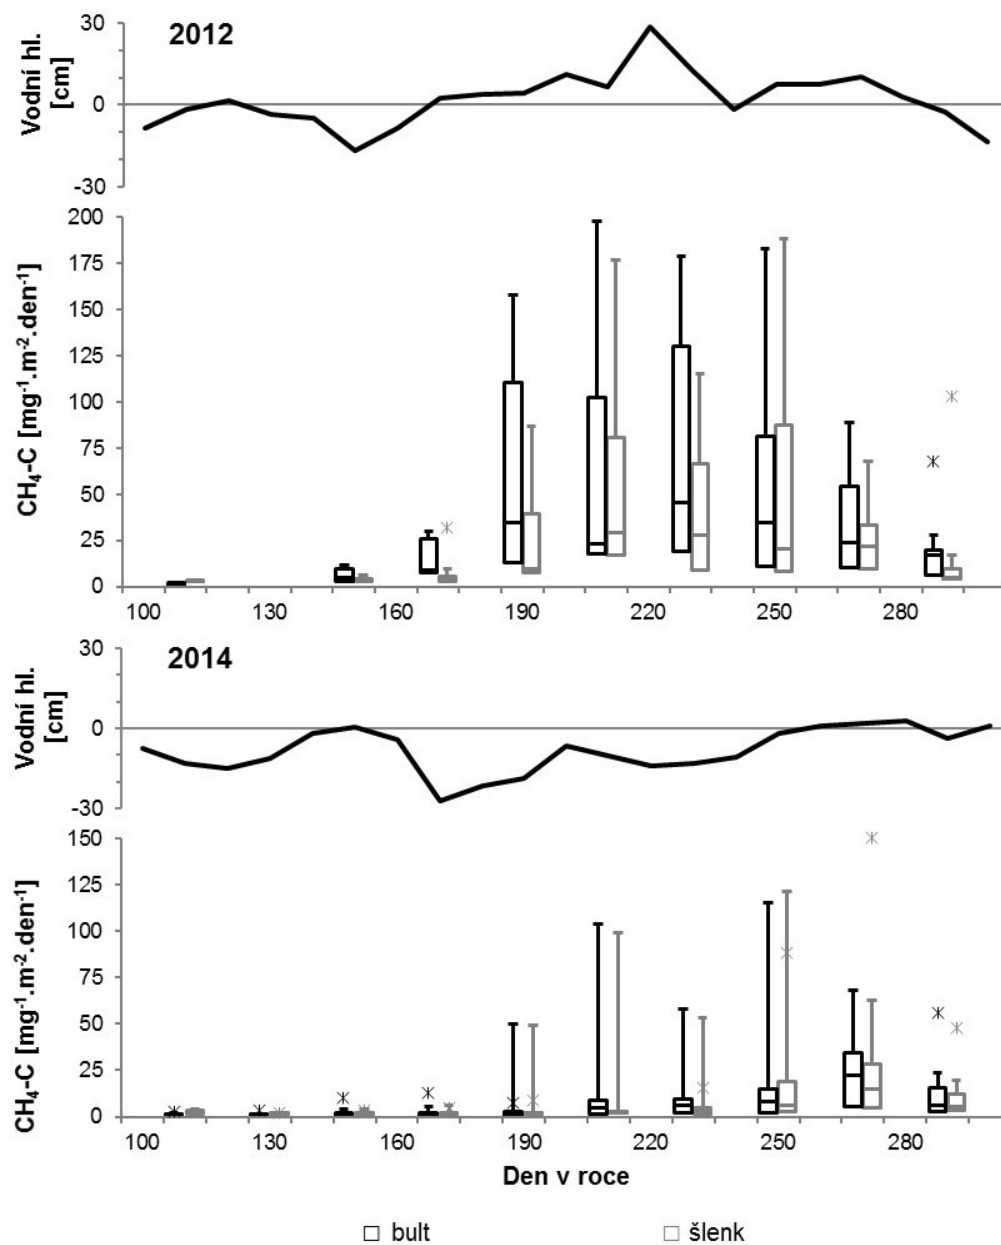 2012
Vodní hl.
[cm]
30
0
-30
CH₄-C [mg⁻¹.m⁻².den⁻¹]
200
175
150
125
100
75
50
25
0
100 130 160 190 220 250 280
2014
Vodní hl.
[cm]
30
0
-30
CH₄-C [mg⁻¹.m⁻².den⁻¹]
150
125
100
75
50
25
0
100 130 160 190 220 250 280
Den v roce
bult šlenk